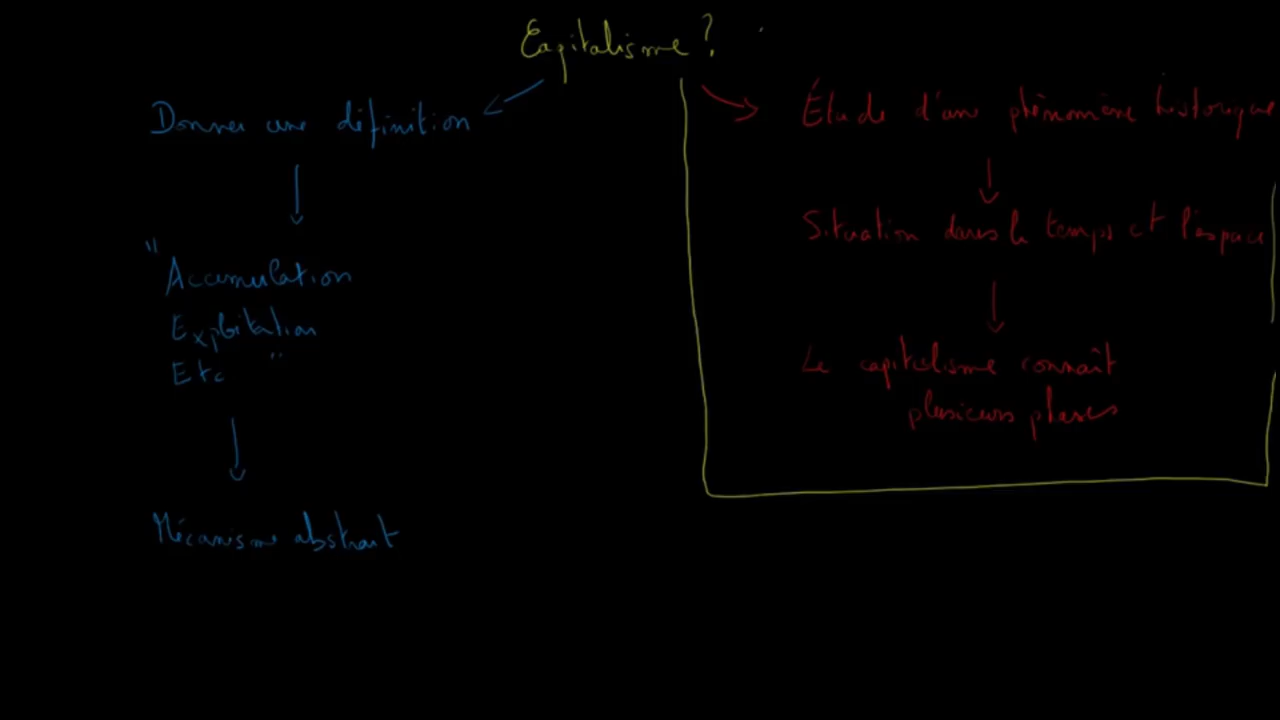 Capitalisme ?
Donner une définition
Étude d'un phénomène historique
Situation dans le temps et l'espace
"Accumulation
Exploitation
Etc"
Le capitalisme connaît
plusieurs phases
Mécanisme abstrait